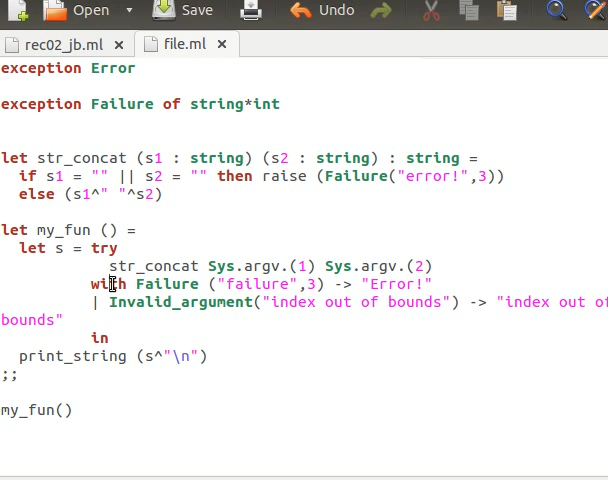 Open Save Undo
rec02_jb.ml × file.ml ×
exception Error
exception Failure of string*int
let str_concat (s1 : string) (s2 : string) : string =
if s1 = "" || s2 = "" then raise (Failure("error!",3))
else (s1^" "^s2)
let my_fun () =
let s = try
str_concat Sys.argv.(1) Sys.argv.(2)
with Failure ("failure",3) -> "Error!"
| Invalid_argument("index out of bounds") -> "index out of
bounds"
in
print_string (s^"\n")
;;
my_fun()